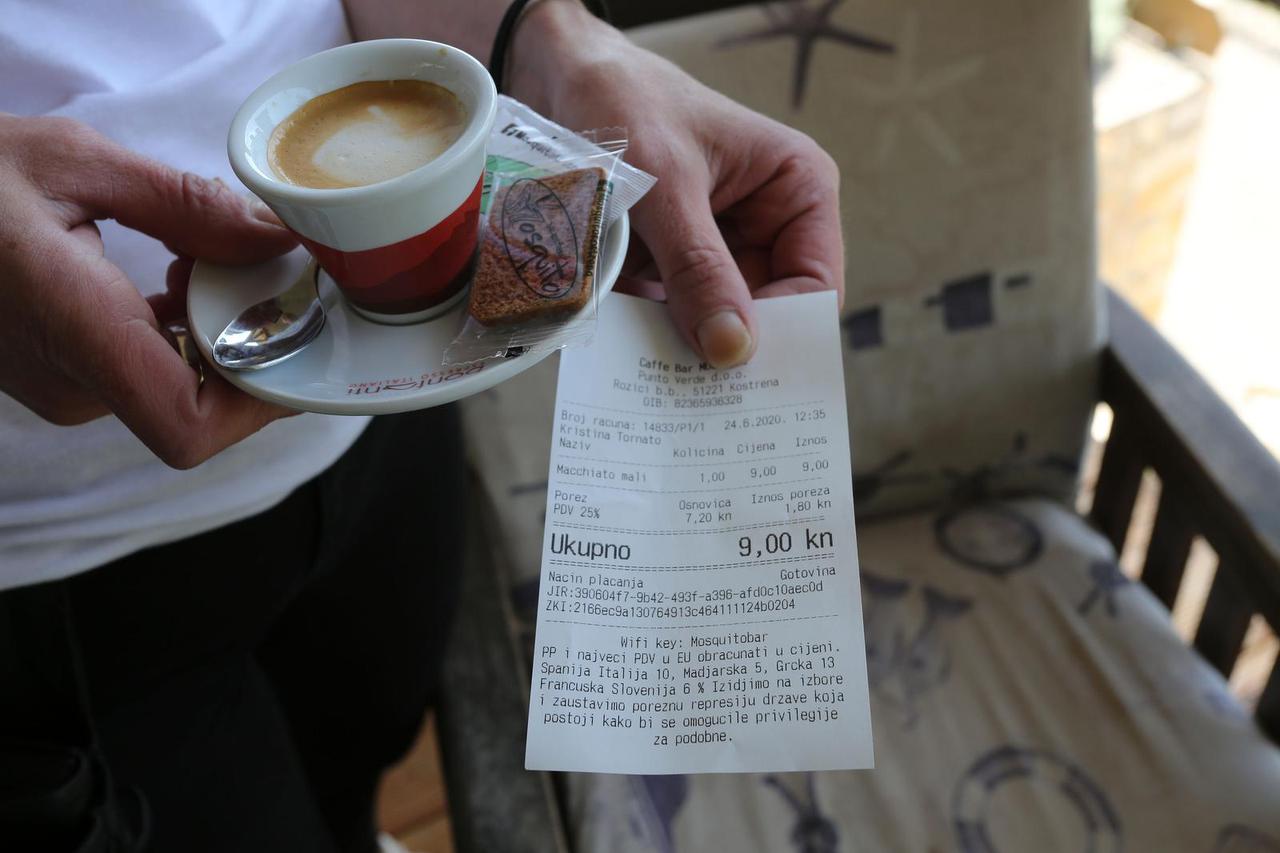 Mosquito
Caffe Bar
Punto Verde d.o.o.
Rozici b.b., 51221 Kostrena
OIB: 82365936328
Broj racuna: 14833/P1/1 24.6.2020. 12:35
Kristina Tornato
Naziv Kolicina Cijena Iznos
Macchiato mali 1,00 9,00 9,00
Porez Osnovica Iznos poreza
PDV 25% 7,20 kn 1,80 kn
Ukupno 9,00 kn
Nacin placanja Gotovina
JIR:390604f7-9b42-493f-a396-afd0c10aec0d
ZKI:2166ec9a130764913c464111124b0204
Wifi key: Mosquitobar
PP i najveci PDV u EU obracunati u cijeni.
Spanija Italija 10, Madjarska 5, Grcka 13
Francuska Slovenija 6 % Izidjimo na izbore
i zaustavimo poreznu represiju drzave koja
postoji kako bi se omogucile privilegije
za podobne.
ESPRESSO ITALIANO